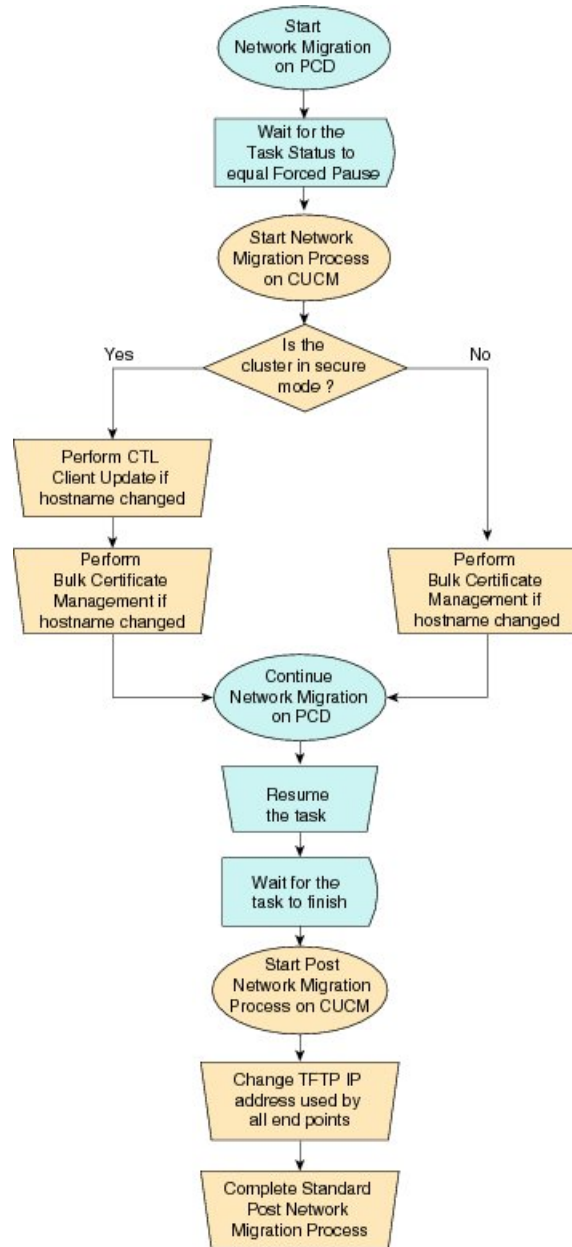 Start
Network Migration
on PCD
Wait for the
Task Status to
equal Forced Pause
Start Network
Migration Process
on CUCM
Is the
cluster in secure
mode ?
Yes
No
Perform CTL
Client Update if
hostname changed
Perform
Bulk Certificate
Management if
hostname changed
Perform
Bulk Certificate
Management if
hostname changed
Continue
Network Migration
on PCD
Resume
the task
Wait for the
task to finish
Start Post
Network Migration
Process on CUCM
Change TFTP IP
address used by
all end points
Complete Standard
Post Network
Migration Process